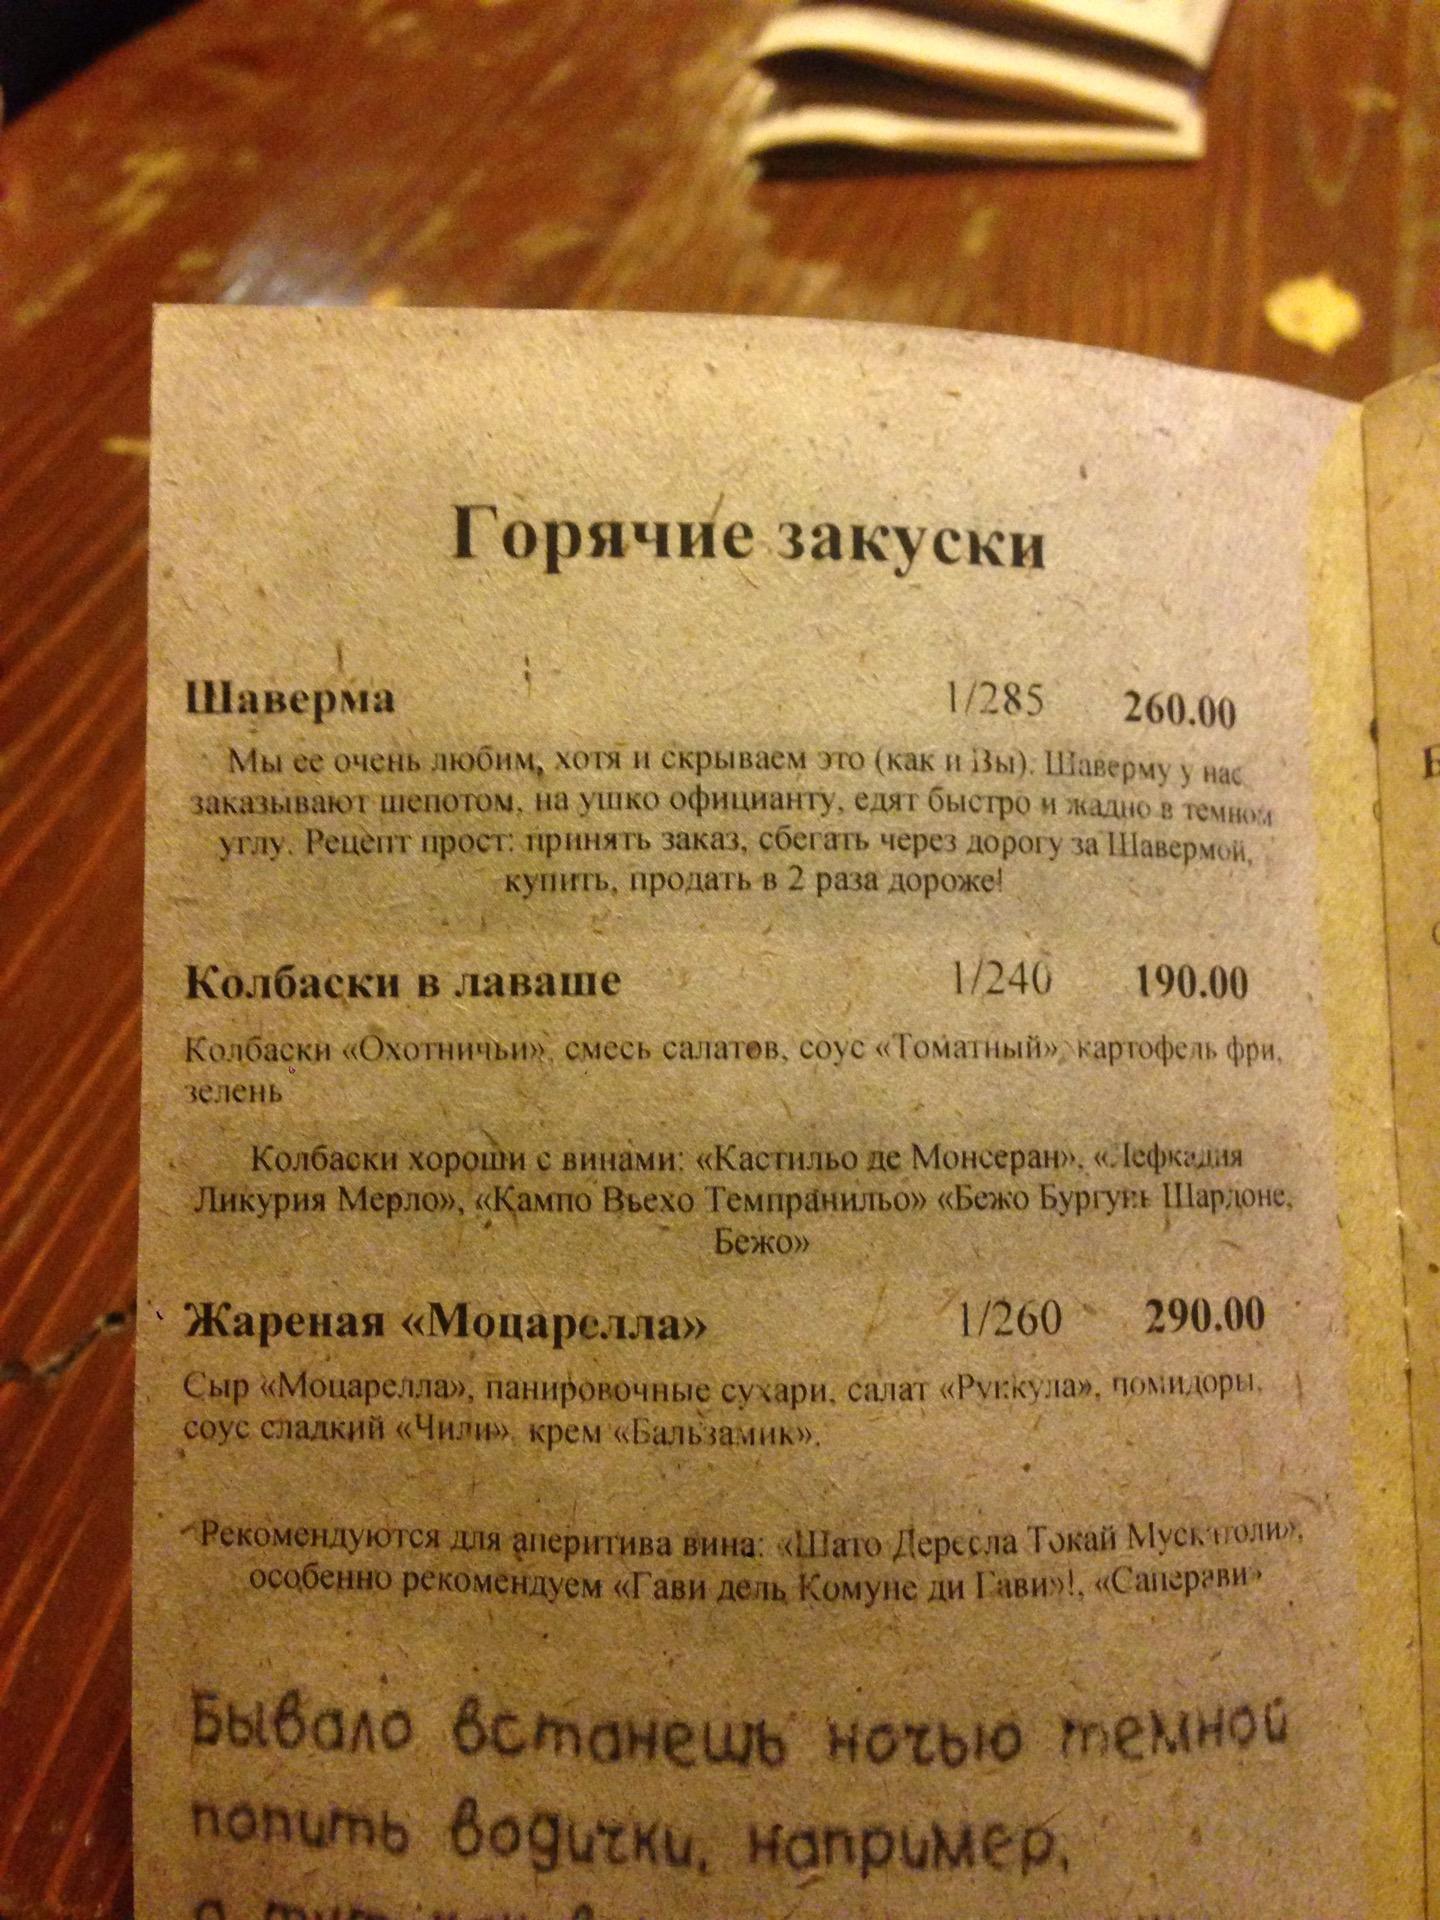 Горячие закуски
Шаверма 1/285 260.00
Мы ее очень любим, хотя и скрываем это (как и Вы). Шаверму у нас
заказывают шепотом, на ушко официанту, едят быстро и жадно в темном
углу. Рецепт прост: принять заказ, сбегать через дорогу за Шавермой,
купить, продать в 2 раза дороже!
Колбаски в лаваше 1/240 190.00
Колбаски «Охотничьи», смесь салатов, соус «Томатный», картофель фри,
зелень
Колбаски хороши с винами: «Кастильо де Монсеран», «Лефкадия
Ликурия Мерло», «Кампо Вьехо Темпранильо» «Бежо Бургунь Шардоне,
Бежо»
Жареная «Моцарелла» 1/260 290.00
Сыр «Моцарелла», панировочные сухари, салат «Руккула», помидоры,
соус сладкий «Чили», крем «Бальзамик».
Рекомендуются для аперитива вина: «Шато Дересла Токай Мускатоли»,
особенно рекомендуем «Гави дель Комуне ди Гави»!, «Саперави»
Бывало встанешь ночью темной
попить водички, например,